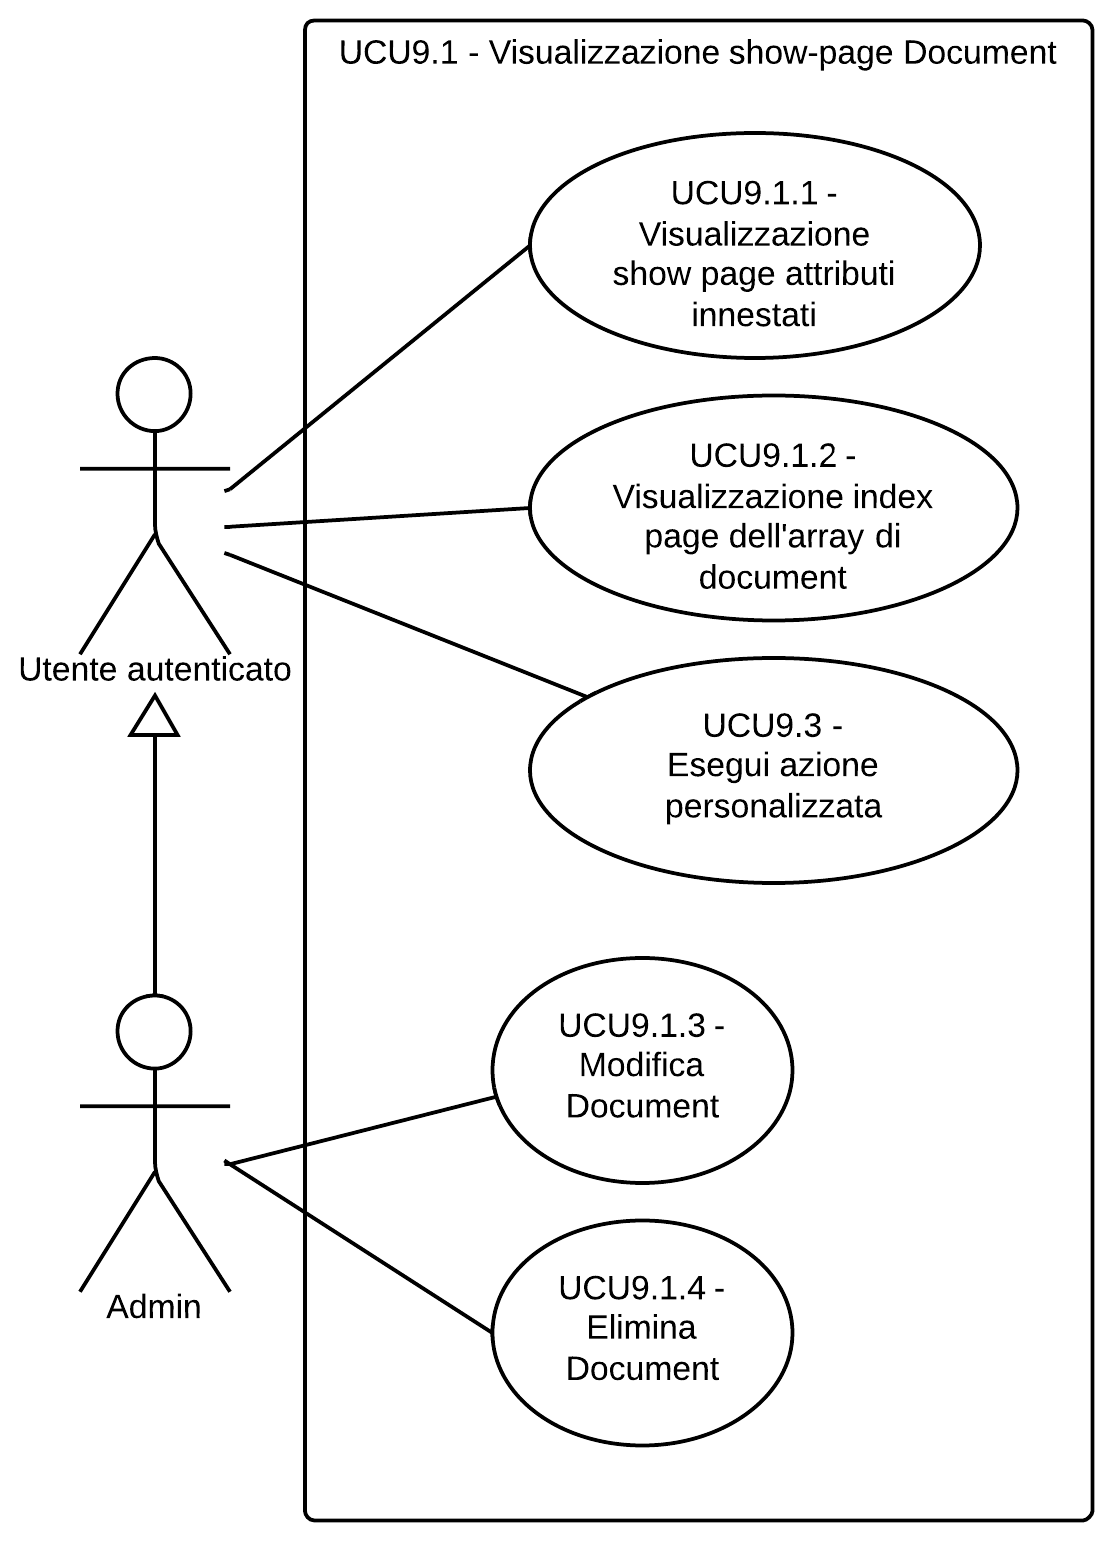 UCU9.1 - Visualizzazione show-page Document
UCU9.1.1 -
Visualizzazione
show page attributi
innestati
UCU9.1.2 -
Visualizzazione index
page dell'array di
document
Utente autenticato
UCU9.3 -
Esegui azione
personalizzata
UCU9.1.3 -
Modifica
Document
Admin
UCU9.1.4 -
Elimina
Document